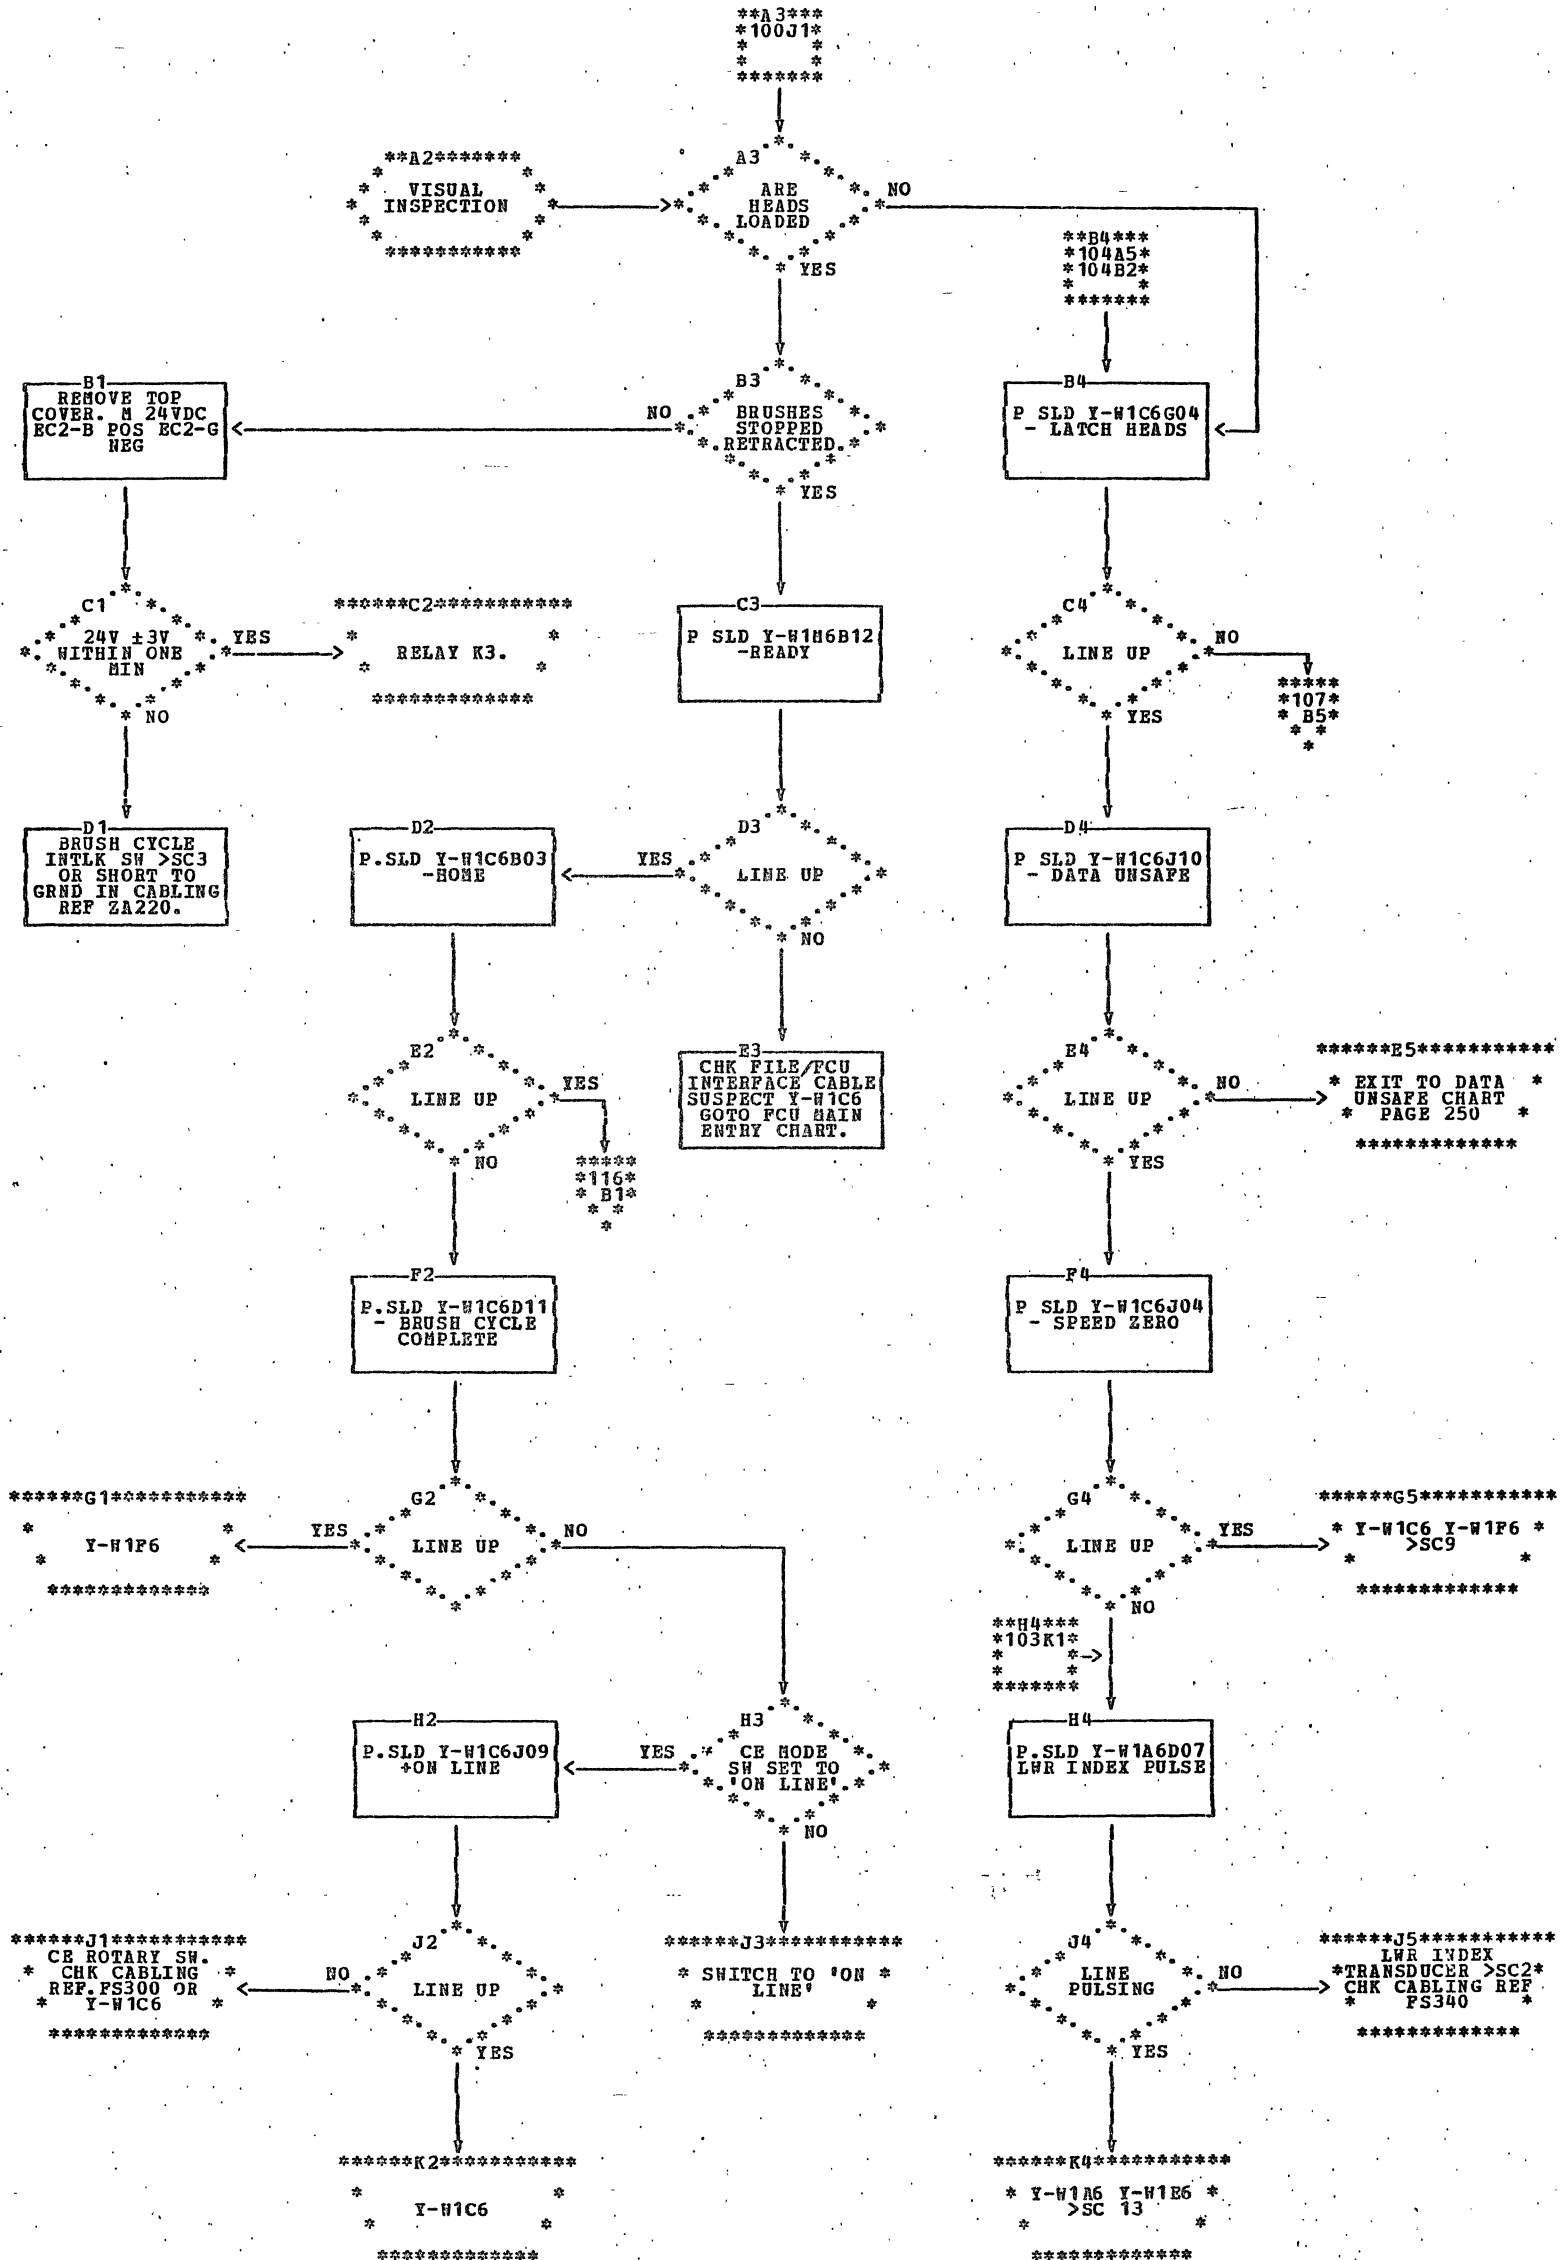 **A3***
*100J1*
* *
* *
*******
**A2*******
VISUAL
INSPECTION
***********
A3
ARE
HEADS
LOADED
NO
YES
**B4***
*104A5*
*104B2*
* *
*******
B1
REMOVE TOP
COVER. M 24VDC
EC2-B POS EC2-G
NEG
NO
B3
BRUSHES
STOPPED
RETRACTED.
YES
B4
P SLD Y-W1C6G04
- LATCH HEADS
C1
24V ±3V
WITHIN ONE
MIN
YES
NO
******C2***********
RELAY K3.
*************
C3
P SLD Y-W1M6B12
-READY
C4
LINE UP
NO
YES
*****
*107*
* B5*
* *
*
D1
BRUSH CYCLE
INTLK SW >SC3
OR SHORT TO
GRND IN CABLING
REF ZA220.
D2
P.SLD Y-W1C6B03
-HOME
YES
D3
LINE UP
NO
D4
P SLD Y-W1C6J10
- DATA UNSAFE
E2
LINE UP
YES
NO
*****
*116*
* B1*
* *
*
E3
CHK FILE/FCU
INTERFACE CABLE
SUSPECT Y-W1C6
GOTO FCU MAIN
ENTRY CHART.
E4
LINE UP
NO
YES
******E5***********
* EXIT TO DATA *
UNSAFE CHART
* PAGE 250 *
*************
F2
P.SLD Y-W1C6D11
- BRUSH CYCLE
COMPLETE
F4
P SLD Y-W1C6J04
- SPEED ZERO
******G1***********
Y-W1F6
*************
YES
G2
LINE UP
NO
G4
LINE UP
YES
NO
******G5***********
* Y-W1C6 Y-W1F6 *
>SC9
* *
*************
**H4***
*103K1*
* *->
* *
*******
H2
P.SLD Y-W1C6J09
+ON LINE
YES
H3
CE MODE
SW SET TO
'ON LINE'.
NO
H4
P.SLD Y-W1A6D07
LWR INDEX PULSE
******J1***********
CE ROTARY SW.
* CHK CABLING *
REF.FS300 OR
* Y-W1C6 *
*************
NO
J2
LINE UP
YES
******J3***********
* SWITCH TO 'ON *
LINE'
* *
*************
J4
LINE
PULSING
NO
YES
******J5***********
LWR INDEX
*TRANSDUCER >SC2*
CHK CABLING REF
* FS340 *
*************
******K2***********
Y-W1C6
*************
******K4***********
* Y-W1A6 Y-W1E6 *
>SC 13
* *
*************